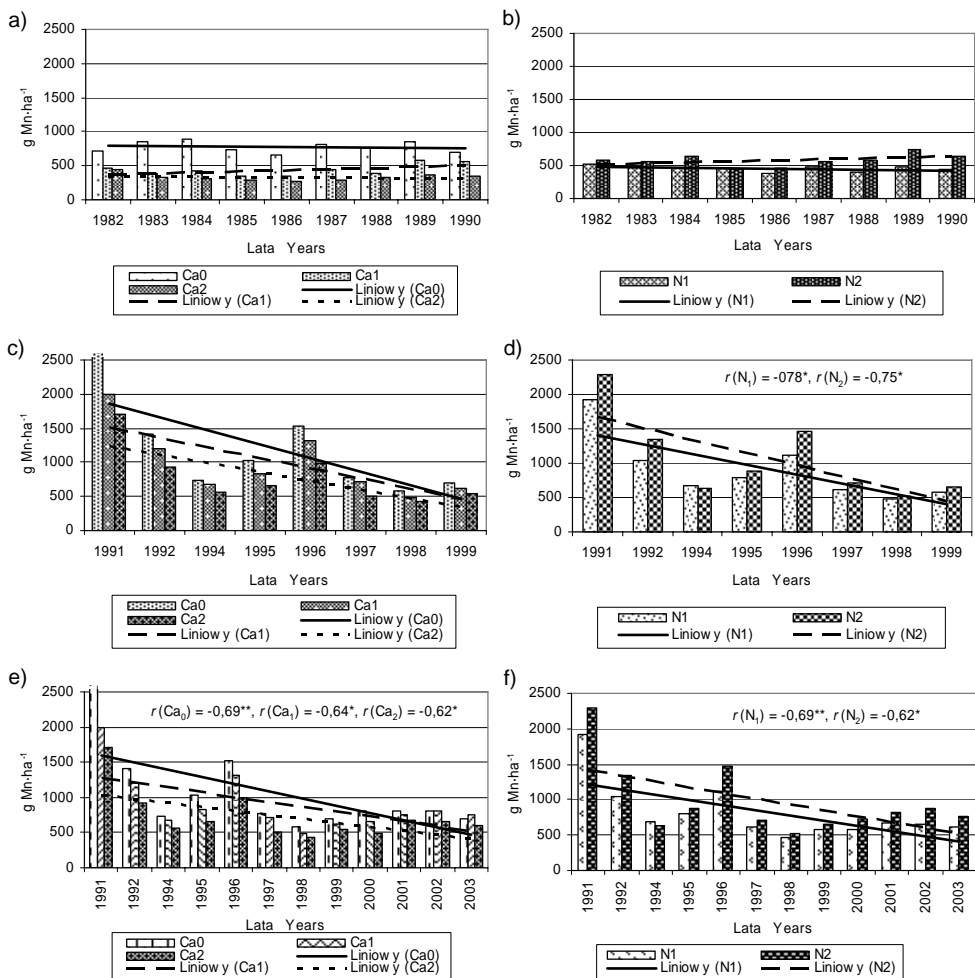 a)
2500
2000
1500
1000
500
0
g Mn·ha⁻¹
1982 1983 1984 1985 1986 1987 1988 1989 1990
Lata Years
Ca0 Ca1
Ca2 Liniow y (Ca0)
Liniow y (Ca1) Liniow y (Ca2)
b)
2500
2000
1500
1000
500
0
g Mn·ha⁻¹
1982 1983 1984 1985 1986 1987 1988 1989 1990
Lata Years
N1 N2
Liniow y (N1) Liniow y (N2)
c)
2500
2000
1500
1000
500
0
g Mn·ha⁻¹
1991 1992 1994 1995 1996 1997 1998 1999
Lata Years
Ca0 Ca1
Ca2 Liniow y (Ca0)
Liniow y (Ca1) Liniow y (Ca2)
d)
r (N₁) = -078*, r (N₂) = -0,75*
2500
2000
1500
1000
500
0
g Mn·ha⁻¹
1991 1992 1994 1995 1996 1997 1998 1999
Lata Years
N1 N2
Liniow y (N1) Liniow y (N2)
e)
r (Ca₀) = -0,69**, r (Ca₁) = -0,64*, r (Ca₂) = -0,62*
2500
2000
1500
1000
500
0
g Mn·ha⁻¹
1991 1992 1994 1995 1996 1997 1998 1999 2000 2001 2002 2003
Lata Years
Ca0 Ca1
Ca2 Liniow y (Ca0)
Liniow y (Ca1) Liniow y (Ca2)
f)
r (N₁) = -0,69**, r (N₂) = -0,62*
2500
2000
1500
1000
500
0
g Mn·ha⁻¹
1991 1992 1994 1995 1996 1997 1998 1999 2000 2001 2002 2003
Lata Years
N1 N2
Liniow y (N1) Liniow y (N2)